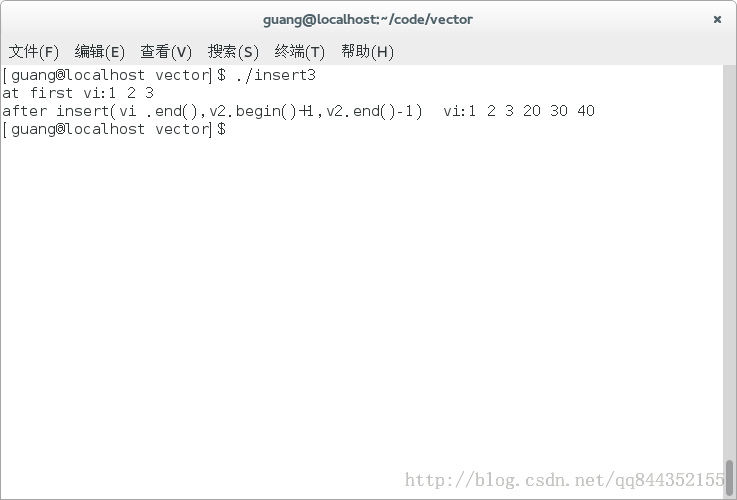 guang@localhost:~/code/vector ×
文件(F) 编辑(E) 查看(V) 搜索(S) 终端(T) 帮助(H)
[guang@localhost vector]$ ./insert3
at first vi:1 2 3
after insert(vi .end(),v2.begin()+1,v2.end()-1)  vi:1 2 3 20 30 40
[guang@localhost vector]$
http://blog.csdn.net/qq844352155